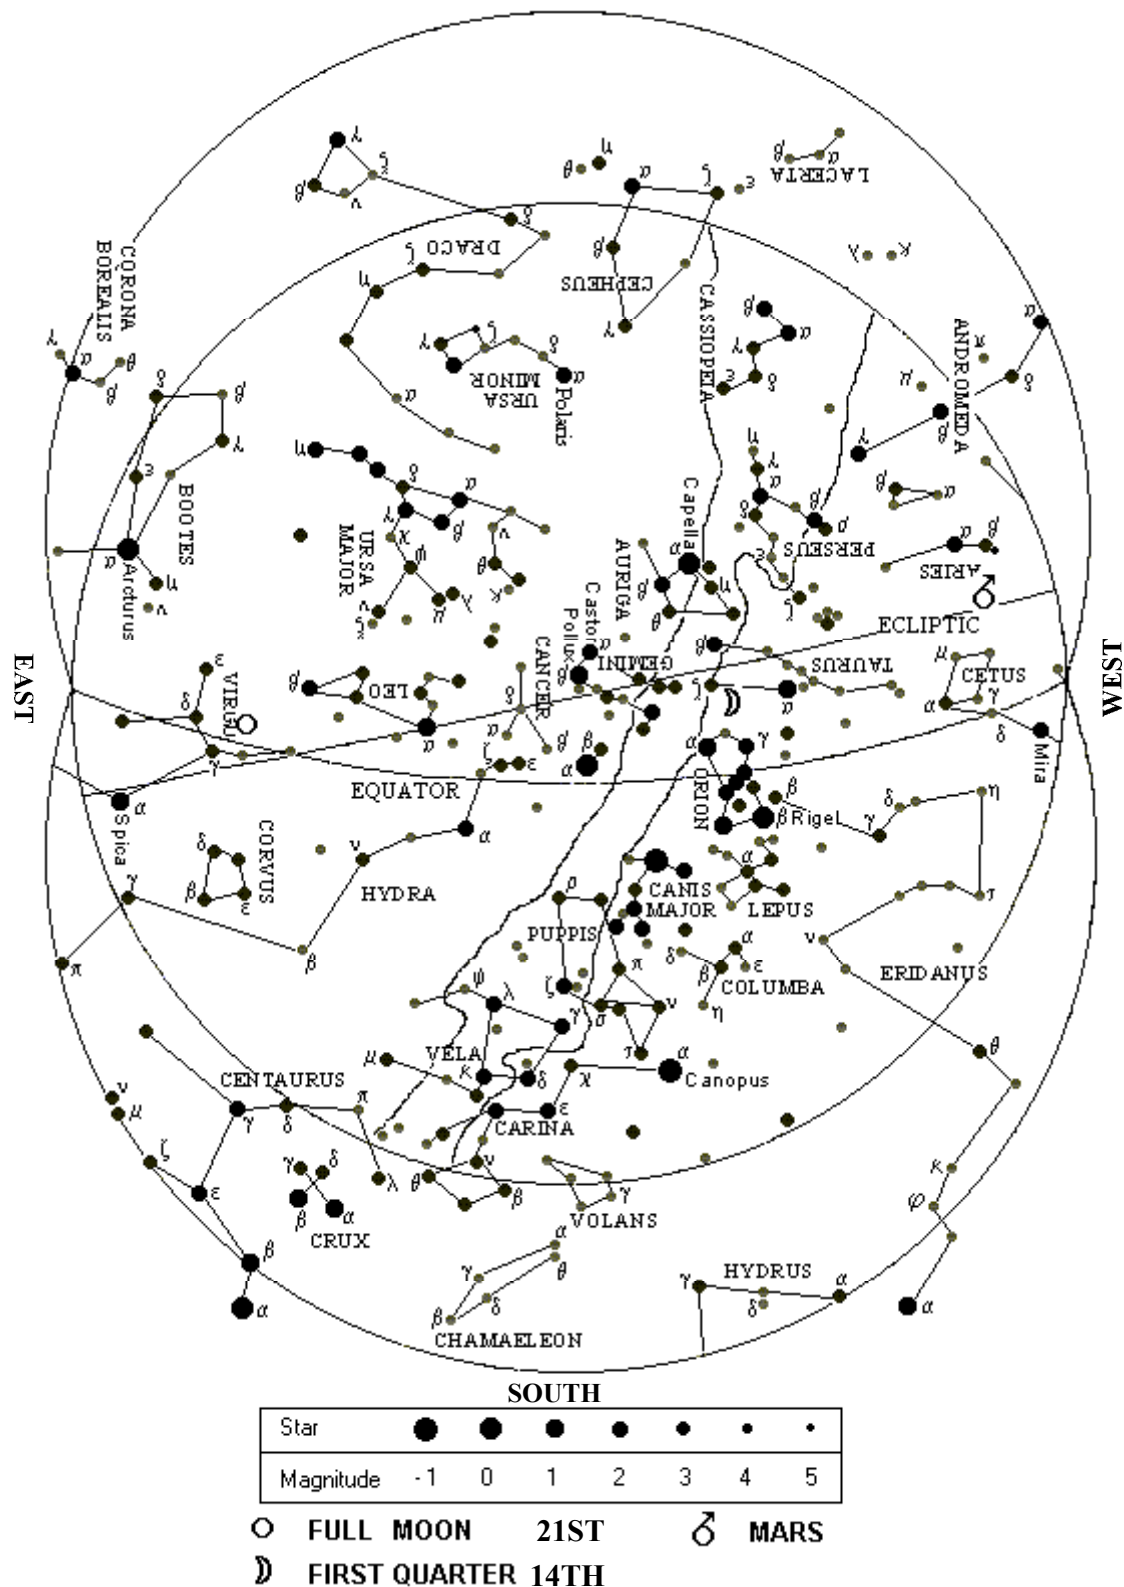 LACERTA
DRACO
CEPHEUS
CORONA
BOREALIS
CASSIOPEIA
ANDROMEDA
URSA
MINOR
Polaris
BOOTES
Arcturus
URSA
MAJOR
Capella
AURIGA
PERSEUS
ARIES
ECLIPTIC
Castor
Pollux
GEMINI
CANCER
LEO
TAURUS
CETUS
Mira
EAST
WEST
VIRGO
EQUATOR
ORION
Rigel
Spica
CORVUS
HYDRA
CANIS
MAJOR
LEPUS
PUPPIS
COLUMBA
ERIDANUS
VELA
Canopus
CENTAURUS
CARINA
CRUX
VOLANS
HYDRUS
CHAMAELEON
SOUTH
Star
Magnitude -1 0 1 2 3 4 5
FULL MOON 21ST MARS
FIRST QUARTER 14TH